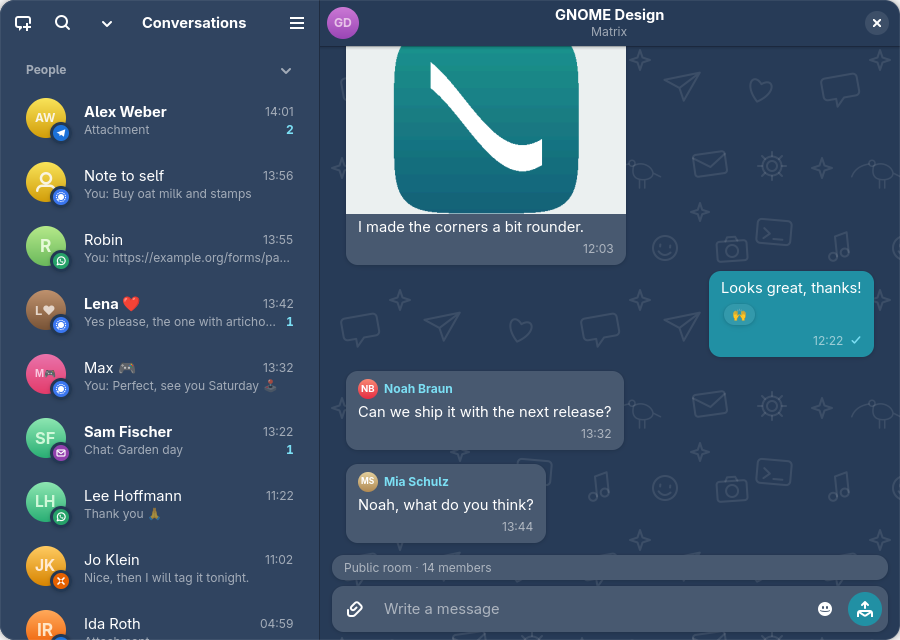 Conversations
People
AW
Alex Weber
14:01
Attachment
2
Note to self
13:56
You: Buy oat milk and stamps
R
Robin
13:55
You: https://example.org/forms/pa...
L❤
Lena ❤️
13:42
Yes please, the one with articho...
1
M🎮
Max 🎮
13:32
You: Perfect, see you Saturday 🕹️
SF
Sam Fischer
13:22
Chat: Garden day
1
LH
Lee Hoffmann
11:22
Thank you 🙏
JK
Jo Klein
11:02
Nice, then I will tag it tonight.
IR
Ida Roth
04:59
Attachment
GD
GNOME Design
Matrix
I made the corners a bit rounder.
12:03
Looks great, thanks!
🙌
12:22 ✓
NB
Noah Braun
Can we ship it with the next release?
13:32
MS
Mia Schulz
Noah, what do you think?
13:44
Public room · 14 members
Write a message